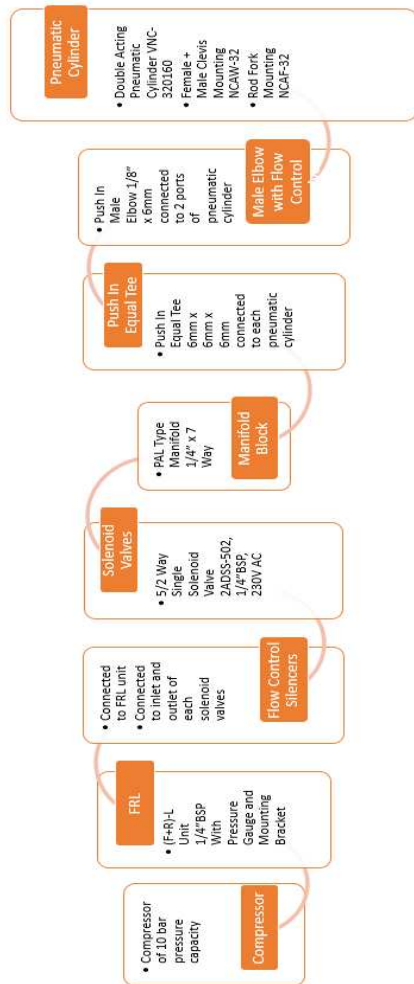 Compressor
• Compressor
of 10 bar
pressure
capacity
FRL
• (F+R)-L
Unit
1/4"BSP
With
Pressure
Gauge and
Mounting
Bracket
Flow Control
Silencers
• Connected
to FRL unit
• Connected
to inlet and
outlet of
each
solenoid
valves
Solenoid
Valves
• 5/2 Way
Single
Solenoid
Valve
2ADSS-502,
1/4"BSP,
230V AC
Manifold
Block
• PAL Type
Manifold
1/4" x 7
Way
Push In
Equal Tee
• Push In
Equal Tee
6mm x
6mm x
6mm
connected
to each
pneumatic
cylinder
Male Elbow
with Flow
Control
• Push In
Male
Elbow 1/8"
x 6mm
connected
to 2 ports
of
pneumatic
cylinder
Pneumatic
Cylinder
• Double Acting
Pneumatic
Cylinder VNC-
320160
• Female +
Male Clevis
Mounting
NCAW-32
• Rod Fork
Mounting
NCAF-32